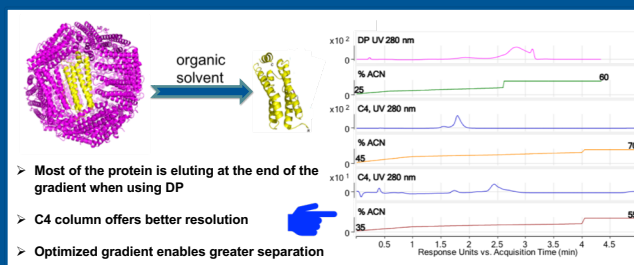 organic
solvent
➢ Most of the protein is eluting at the end of the
gradient when using DP
➢ C4 column offers better resolution
➢ Optimized gradient enables greater separation
x10 2
DP UV 280 nm
0
% ACN
60
25
0
x10 2
C4, UV 280 nm
0
% ACN
70
45
0
x10 1
C4, UV 280 nm
0
% ACN
55
35
0
0.5 1 1.5 2 2.5 3 3.5 4 4.5
Response Units vs. Acquisition Time (min)